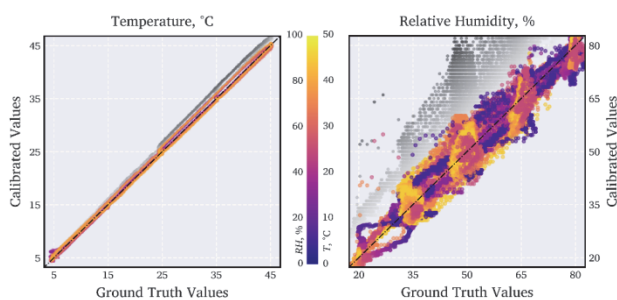 Temperature, °C
Relative Humidity, %
Calibrated Values
45
35
25
15
5
5 15 25 35 45
Ground Truth Values
100 50
80 40
60 30
40 20
20 10
0 0
RH, %
T, °C
80
65
50
35
20
Calibrated Values
20 35 50 65 80
Ground Truth Values